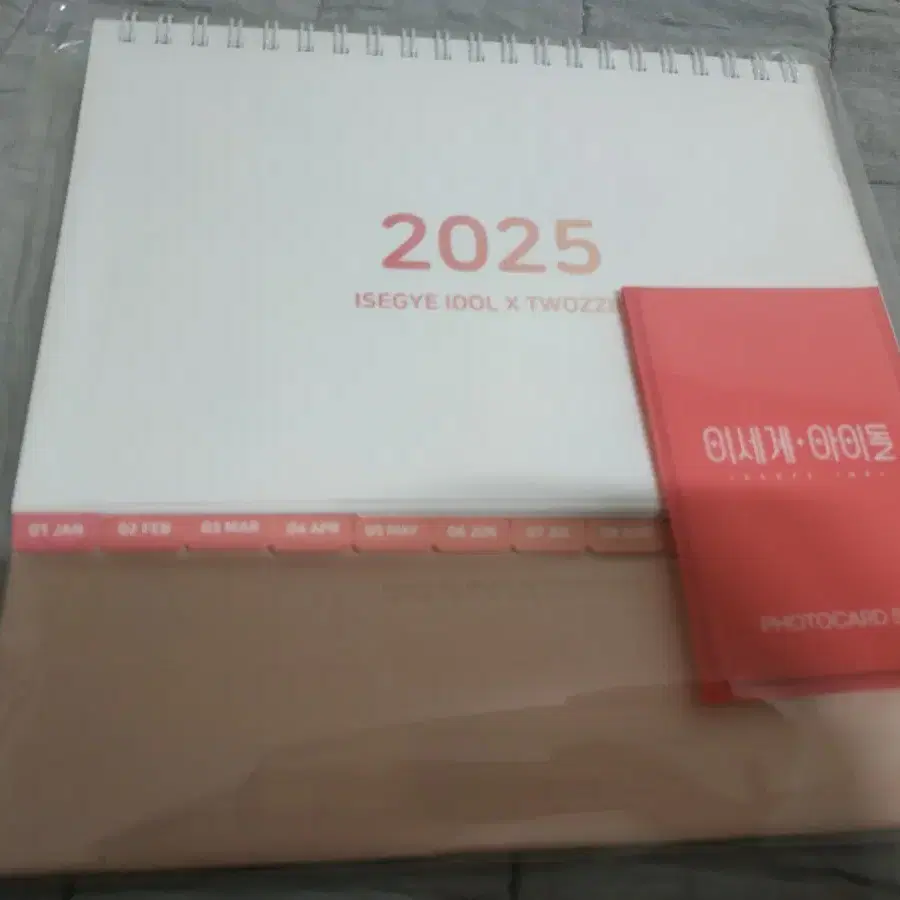 2025
ISEGYE IDOL X
01 JAN 02 FEB 03 MAR 04 APR 05 MAY 06 JUN 07 JUL
이세계·아이돌
PHOTOCARD